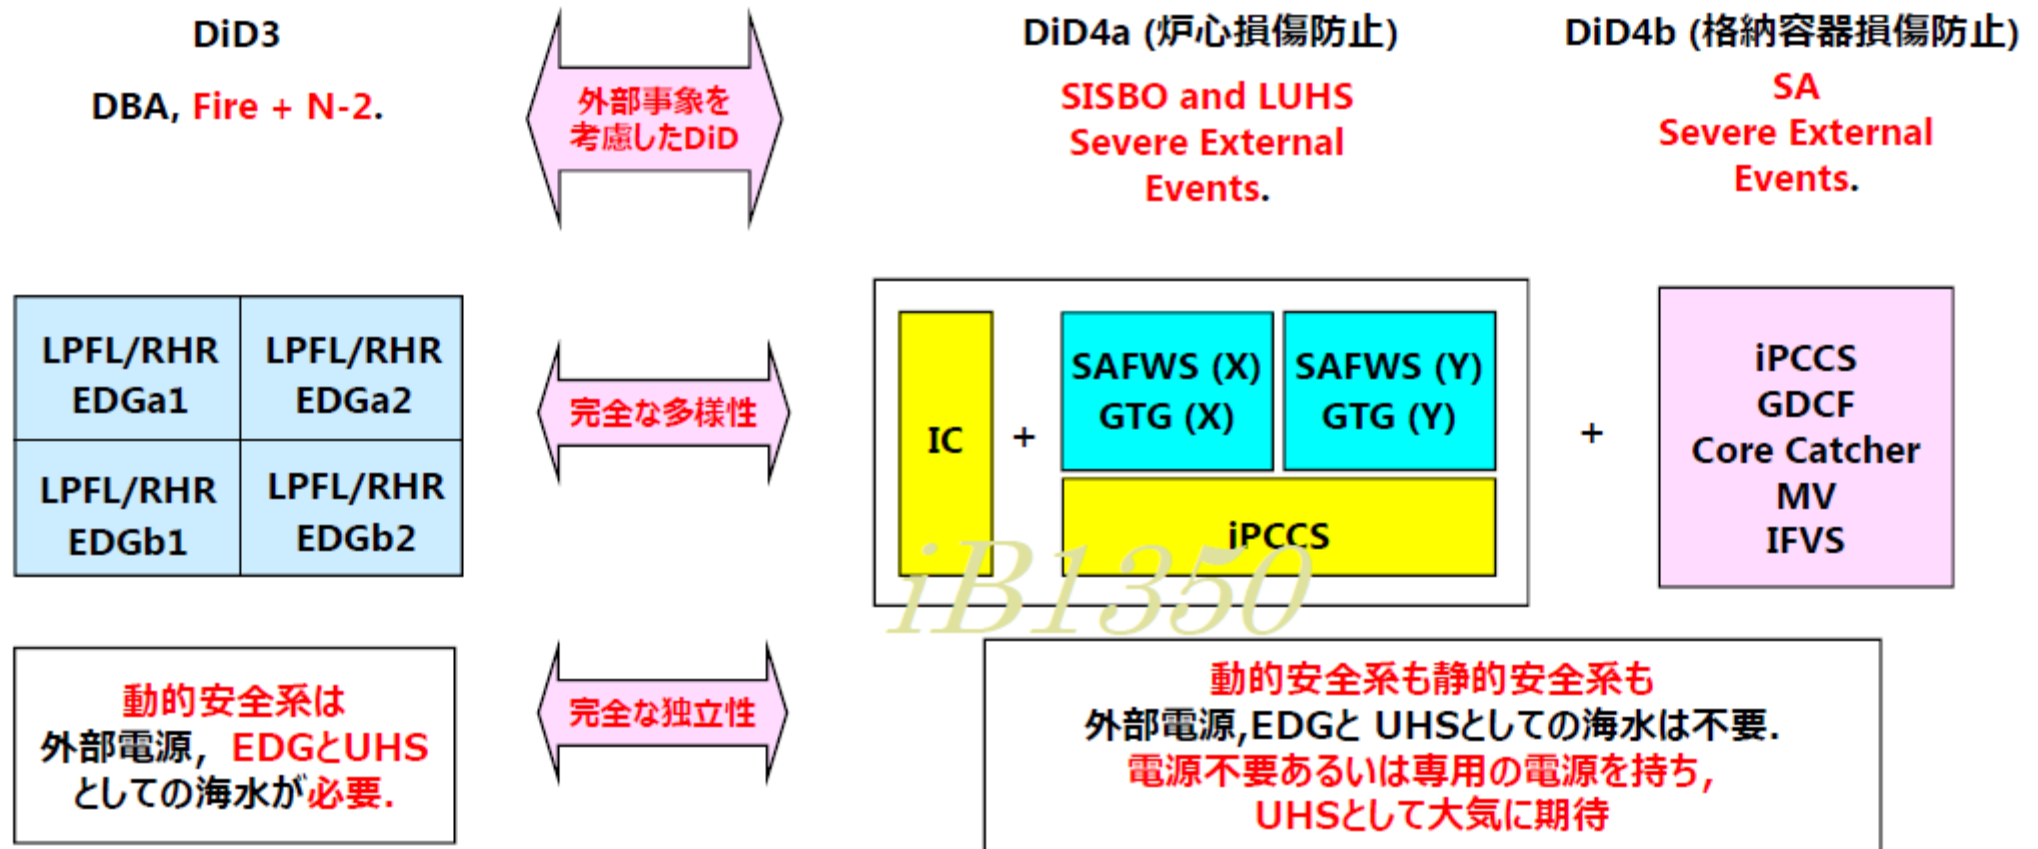 DiD3
DBA, Fire + N-2.
外部事象を
考慮したDiD
DiD4a (炉心損傷防止)
SISBO and LUHS
Severe External
Events.
DiD4b (格納容器損傷防止)
SA
Severe External
Events.
LPFL/RHR
EDGa1
LPFL/RHR
EDGa2
LPFL/RHR
EDGb1
LPFL/RHR
EDGb2
完全な多様性
IC
+
SAFWS (X)
GTG (X)
SAFWS (Y)
GTG (Y)
iPCCS
+
iPCCS
GDCF
Core Catcher
MV
IFVS
iB1350
動的安全系は
外部電源, EDGとUHS
としての海水が必要.
完全な独立性
動的安全系も静的安全系も
外部電源,EDGと UHSとしての海水は不要.
電源不要あるいは専用の電源を持ち,
UHSとして大気に期待